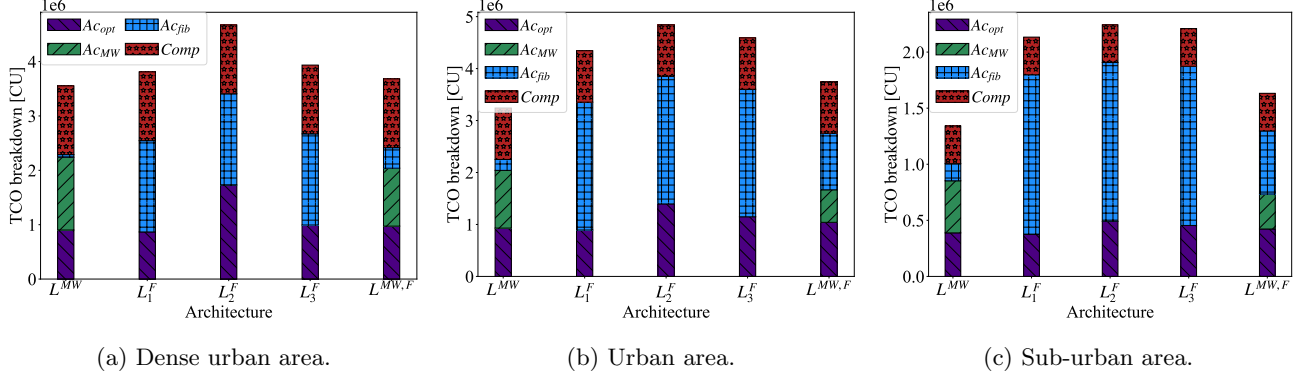 1e6
TCO breakdown [CU]
4
3
2
1
0
Ac_opt
Ac_MW
Ac_fib
Comp
L^MW
L_1^F
L_2^F
L_3^F
L^MW,F
Architecture
(a) Dense urban area.
1e6
TCO breakdown [CU]
5
4
3
2
1
0
Ac_opt
Ac_MW
Ac_fib
Comp
L^MW
L_1^F
L_2^F
L_3^F
L^MW,F
Architecture
(b) Urban area.
1e6
TCO breakdown [CU]
2.0
1.5
1.0
0.5
0.0
Ac_opt
Ac_MW
Ac_fib
Comp
L^MW
L_1^F
L_2^F
L_3^F
L^MW,F
Architecture
(c) Sub-urban area.